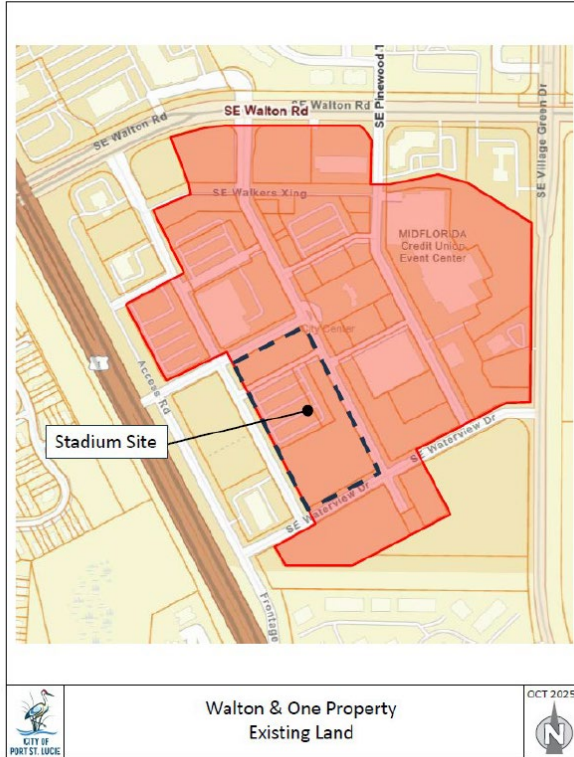 SE Walton Rd
SE Walton Rd
SE Walton Rd
SE Pinewood T
SE Village Green Dr
SE Walkers Xing
MIDFLORIDA
Credit Union
Event Center
City Center
1
Access Rd
Stadium Site
SE Waterview Dr
SE Waterview Dr
Frontage
CITY OF
PORT ST. LUCIE
Walton & One Property
Existing Land
OCT 2025
N